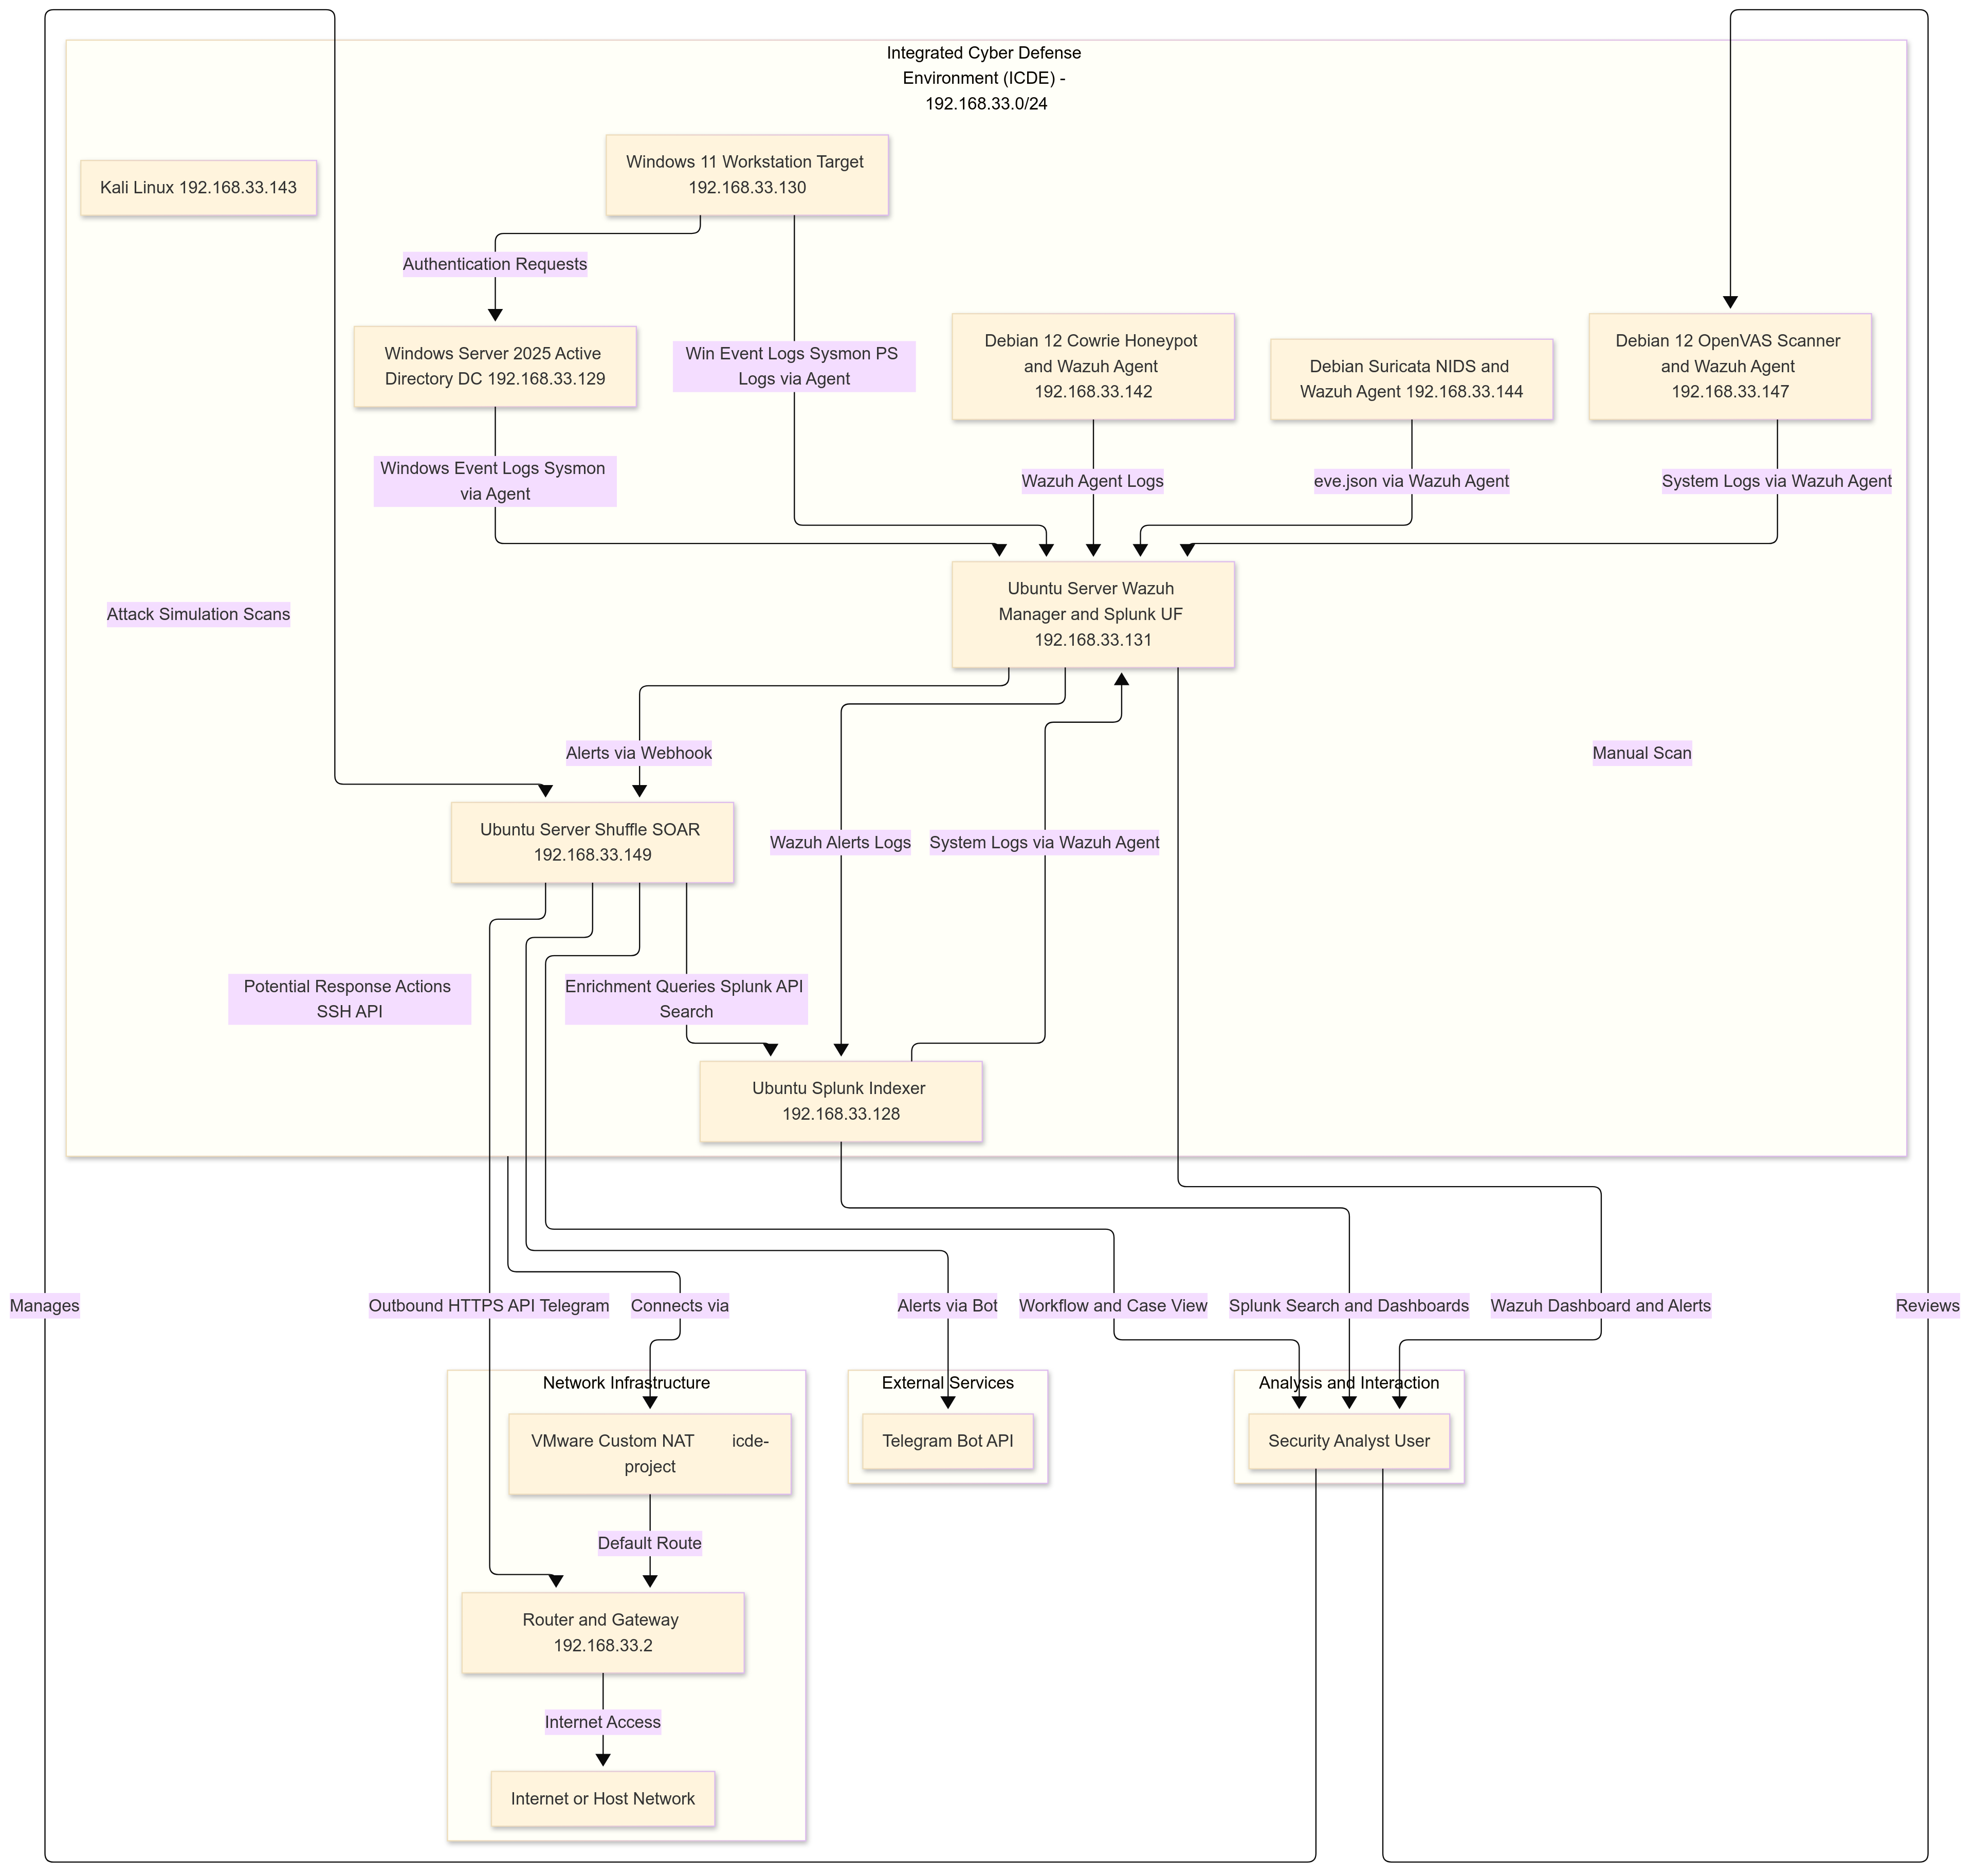 Integrated Cyber Defense
Environment (ICDE) -
192.168.33.0/24
Windows 11 Workstation Target
192.168.33.130
Kali Linux 192.168.33.143
Authentication Requests
Windows Server 2025 Active
Directory DC 192.168.33.129
Win Event Logs Sysmon PS
Logs via Agent
Debian 12 Cowrie Honeypot
and Wazuh Agent
192.168.33.142
Debian Suricata NIDS and
Wazuh Agent 192.168.33.144
Debian 12 OpenVAS Scanner
and Wazuh Agent
192.168.33.147
Windows Event Logs Sysmon
via Agent
Wazuh Agent Logs
eve.json via Wazuh Agent
System Logs via Wazuh Agent
Attack Simulation Scans
Ubuntu Server Wazuh
Manager and Splunk UF
192.168.33.131
Alerts via Webhook
Manual Scan
Ubuntu Server Shuffle SOAR
192.168.33.149
Wazuh Alerts Logs
System Logs via Wazuh Agent
Potential Response Actions
SSH API
Enrichment Queries Splunk API
Search
Ubuntu Splunk Indexer
192.168.33.128
Manages
Outbound HTTPS API Telegram
Connects via
Alerts via Bot
Workflow and Case View
Splunk Search and Dashboards
Wazuh Dashboard and Alerts
Reviews
Network Infrastructure
External Services
Analysis and Interaction
VMware Custom NAT icde-
project
Telegram Bot API
Security Analyst User
Default Route
Router and Gateway
192.168.33.2
Internet Access
Internet or Host Network